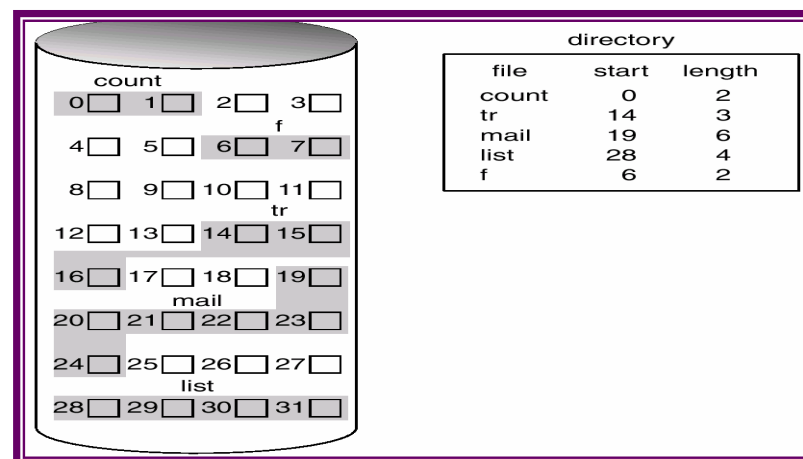 count
0 1 2 3
f
4 5 6 7
8 9 10 11
tr
12 13 14 15
16 17 18 19
mail
20 21 22 23
24 25 26 27
list
28 29 30 31
directory
file start length
count 0 2
tr 14 3
mail 19 6
list 28 4
f 6 2